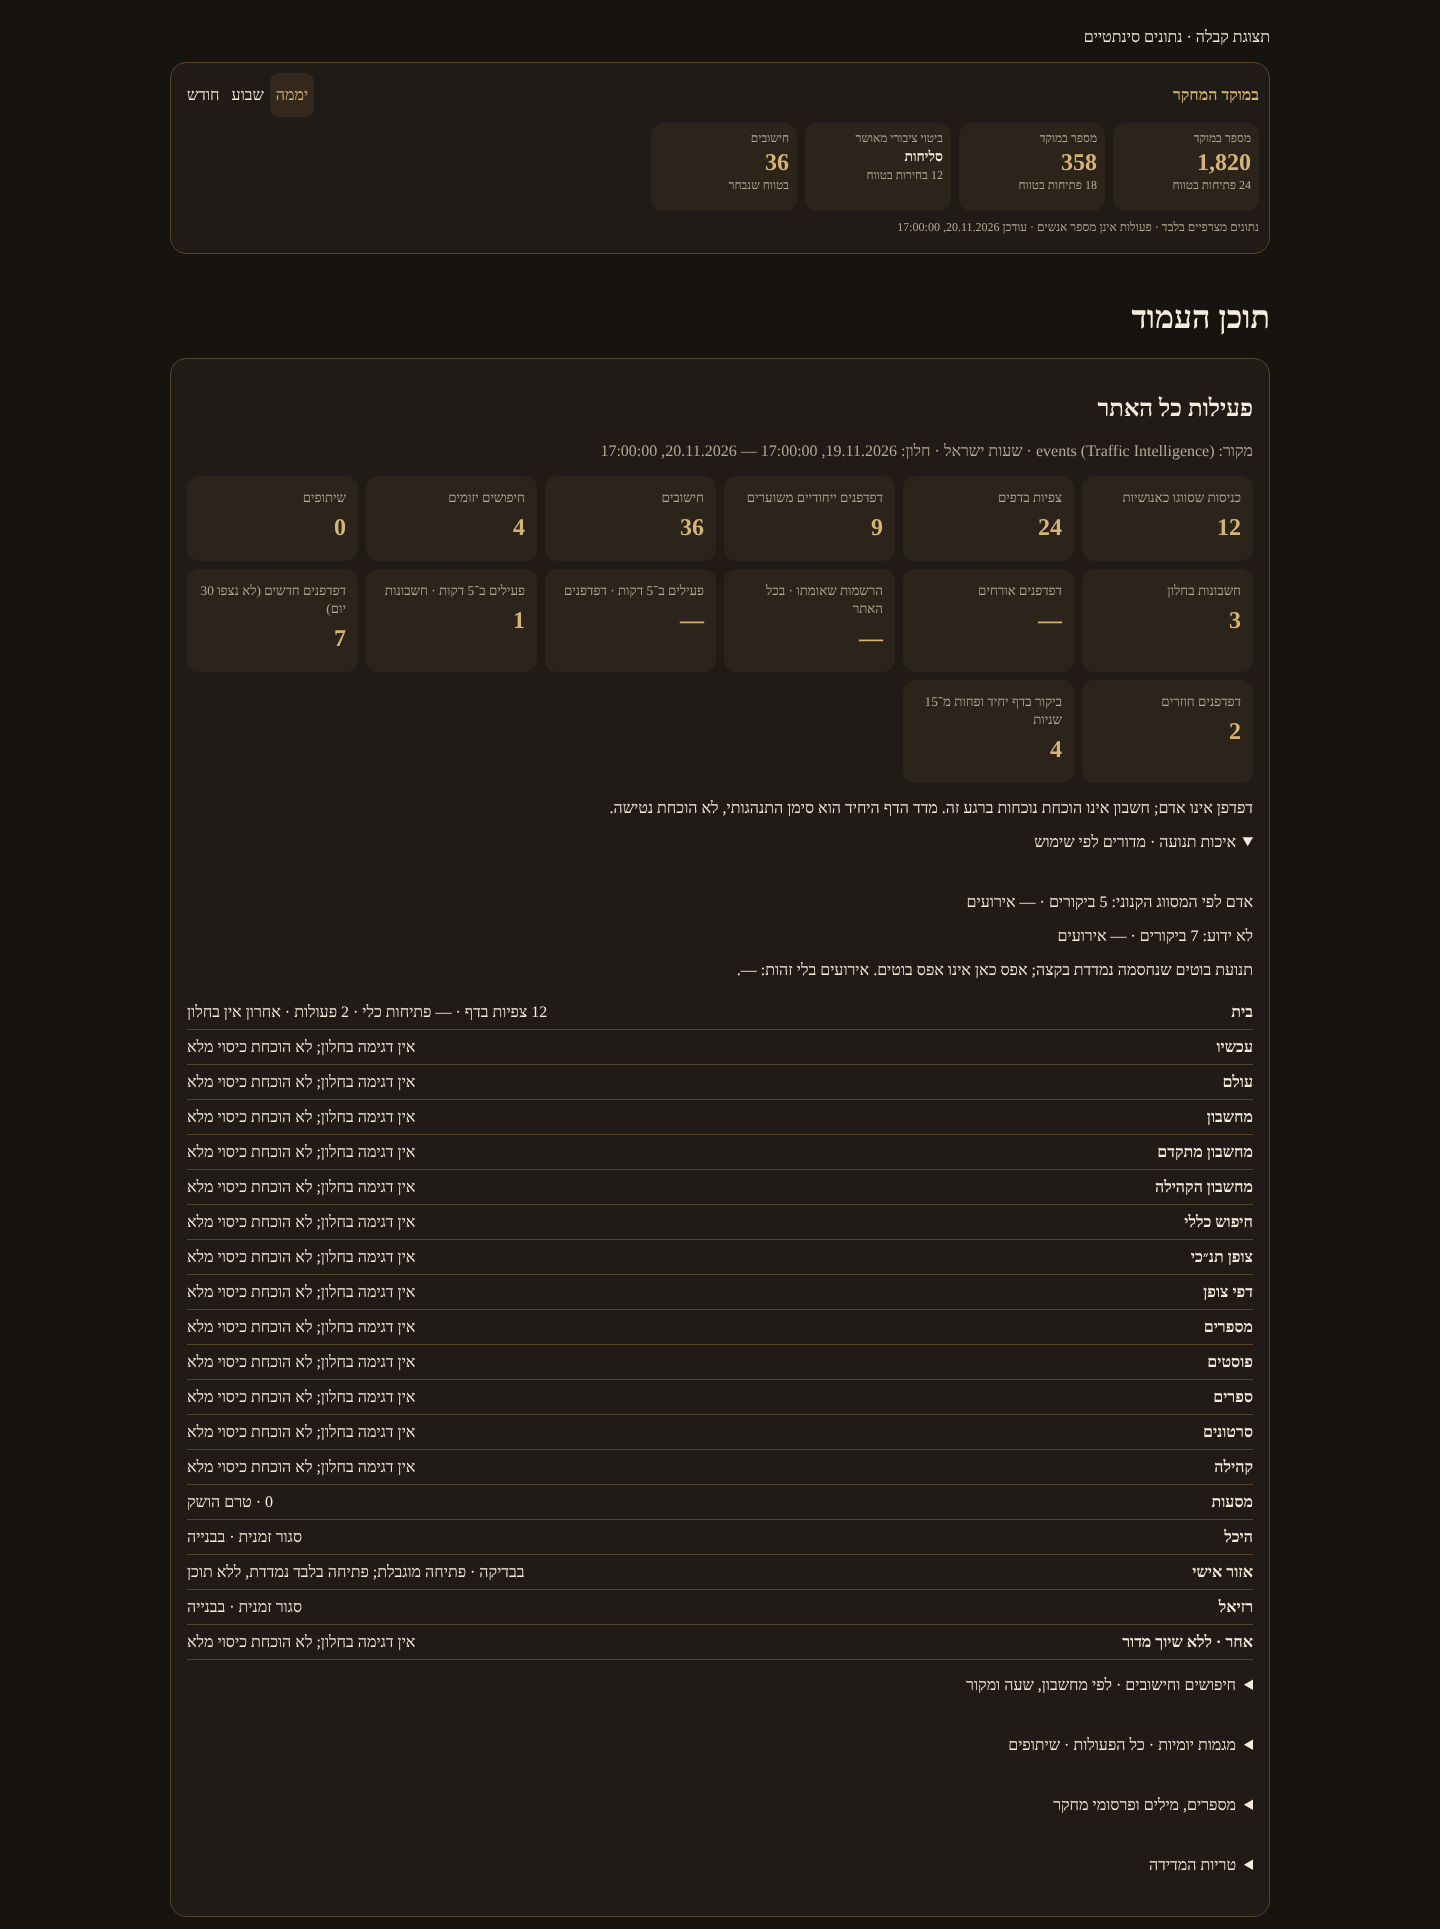 תצוגת קבלה · נתונים סינתטיים
במוקד המחקר
יממה שבוע חודש
מספר במוקד
1,820
24 פתיחות בטווח
מספר במוקד
358
18 פתיחות בטווח
ביטוי ציבורי מאושר
סליחות
12 בחירות בטווח
חישובים
36
בטווח שנבחר
נתונים מצרפיים בלבד · פעולות אינן מספר אנשים · עודכן 20.11.2026, 17:00:00
תוכן העמוד
פעילות כל האתר
מקור: events (Traffic Intelligence) · שעות ישראל · חלון: 19.11.2026, 17:00:00 — 20.11.2026, 17:00:00
כניסות שסווגו כאנושיות
12
צפיות בדפים
24
דפדפנים ייחודיים משוערים
9
חישובים
36
חיפושים יזומים
4
שיתופים
0
חשבונות בחלון
3
דפדפנים אורחים
—
הרשמות שאומתו · בכל
האתר
—
פעילים ב־5 דקות · דפדפנים
—
פעילים ב־5 דקות · חשבונות
1
דפדפנים חדשים (לא נצפו 30
יום)
7
דפדפנים חוזרים
2
ביקור בדף יחיד ופחות מ־15
שניות
4
דפדפן אינו אדם; חשבון אינו הוכחת נוכחות ברגע זה. מדד הדף היחיד הוא סימן התנהגותי, לא הוכחת נטישה.
▼ איכות תנועה · מדורים לפי שימוש
אדם לפי המסווג הקנוני: 5 ביקורים · — אירועים
לא ידוע: 7 ביקורים · — אירועים
תנועת בוטים שנחסמה נמדדת בקצה; אפס כאן אינו אפס בוטים. אירועים בלי זהות: —.
בית 12 צפיות בדף · — פתיחות כלי · 2 פעולות · אחרון אין בחלון
עכשיו אין דגימה בחלון; לא הוכחת כיסוי מלא
עולם אין דגימה בחלון; לא הוכחת כיסוי מלא
מחשבון אין דגימה בחלון; לא הוכחת כיסוי מלא
מחשבון מתקדם אין דגימה בחלון; לא הוכחת כיסוי מלא
מחשבון הקהילה אין דגימה בחלון; לא הוכחת כיסוי מלא
חיפוש כללי אין דגימה בחלון; לא הוכחת כיסוי מלא
צופן תנ״כי אין דגימה בחלון; לא הוכחת כיסוי מלא
דפי צופן אין דגימה בחלון; לא הוכחת כיסוי מלא
מספרים אין דגימה בחלון; לא הוכחת כיסוי מלא
פוסטים אין דגימה בחלון; לא הוכחת כיסוי מלא
ספרים אין דגימה בחלון; לא הוכחת כיסוי מלא
סרטונים אין דגימה בחלון; לא הוכחת כיסוי מלא
קהילה אין דגימה בחלון; לא הוכחת כיסוי מלא
מסעות 0 · טרם הושק
היכל סגור זמנית · בבנייה
אזור אישי בבדיקה · פתיחה מוגבלת; פתיחה בלבד נמדדת, ללא תוכן
רזיאל סגור זמנית · בבנייה
אחר · ללא שיוך מדור אין דגימה בחלון; לא הוכחת כיסוי מלא
◀ חיפושים וחישובים · לפי מחשבון, שעה ומקור
◀ מגמות יומיות · כל הפעולות · שיתופים
◀ מספרים, מילים ופרסומי מחקר
◀ טריות המדידה